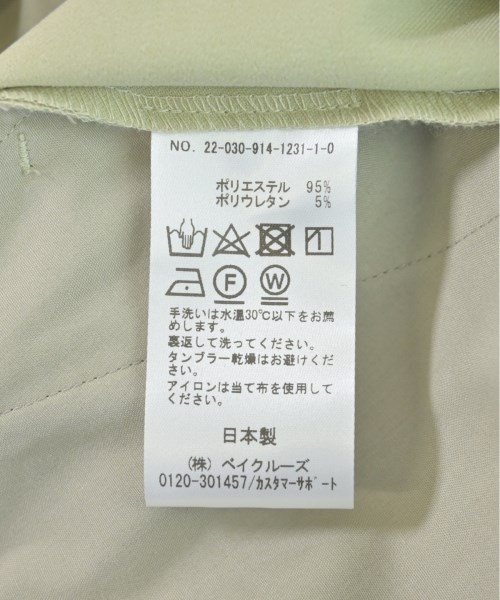 NO. 22-030-914-1231-1-0
ポリエステル 95%
ポリウレタン 5%
F W
手洗いは水温30℃以下をお薦
めします。
裏返して洗ってください。
タンブラー乾燥はお避けくだ
さい。
アイロンは当て布を使用して
ください。
日本製
(株) ベイクルーズ
0120-301457/カスタマーサポート